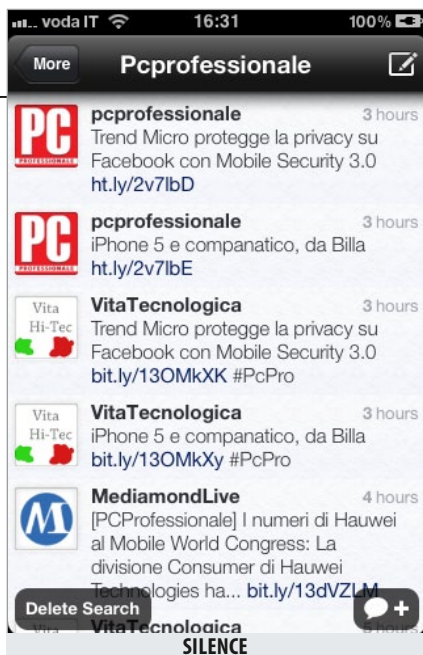 voda IT 16:31 100%
More Pcprofessionale
PC PROFESSIONALE
pcprofessionale 3 hours
Trend Micro protegge la privacy su
Facebook con Mobile Security 3.0
ht.ly/2v7lbD
PC PROFESSIONALE
pcprofessionale 3 hours
iPhone 5 e companatico, da Billa
ht.ly/2v7lbE
Vita
Hi-Tec
VitaTecnologica 3 hours
Trend Micro protegge la privacy su
Facebook con Mobile Security 3.0
bit.ly/13OMkXK #PcPro
Vita
Hi-Tec
VitaTecnologica 3 hours
iPhone 5 e companatico, da Billa
bit.ly/13OMkXy #PcPro
M
MediamondLive 4 hours
[PCProfessionale] I numeri di Hauwei
al Mobile World Congress: La
divisione Consumer di Hauwei
Technologies ha... bit.ly/13dVZLM
Delete Search
Vita VitaTecnologica 5 hours
SILENCE